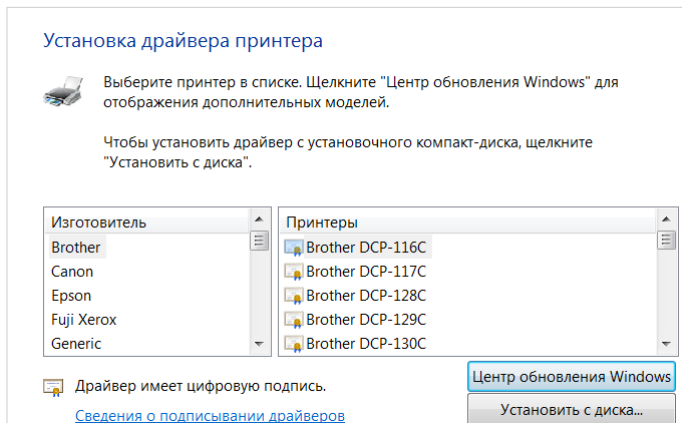 Установка драйвера принтера
Выберите принтер в списке. Щелкните "Центр обновления Windows" для
отображения дополнительных моделей.
Чтобы установить драйвер с установочного компакт-диска, щелкните
"Установить с диска".
Изготовитель
Brother
Canon
Epson
Fuji Xerox
Generic
Принтеры
Brother DCP-116C
Brother DCP-117C
Brother DCP-128C
Brother DCP-129C
Brother DCP-130C
Драйвер имеет цифровую подпись.
Сведения о подписывании драйверов
Центр обновления Windows
Установить с диска...